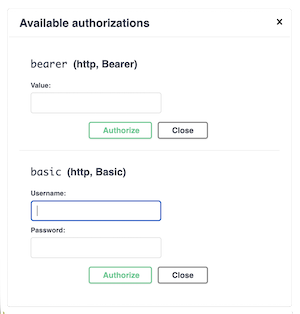 Available authorizations
x
bearer (http, Bearer)
Value:
Authorize Close
basic (http, Basic)
Username:
Password:
Authorize Close